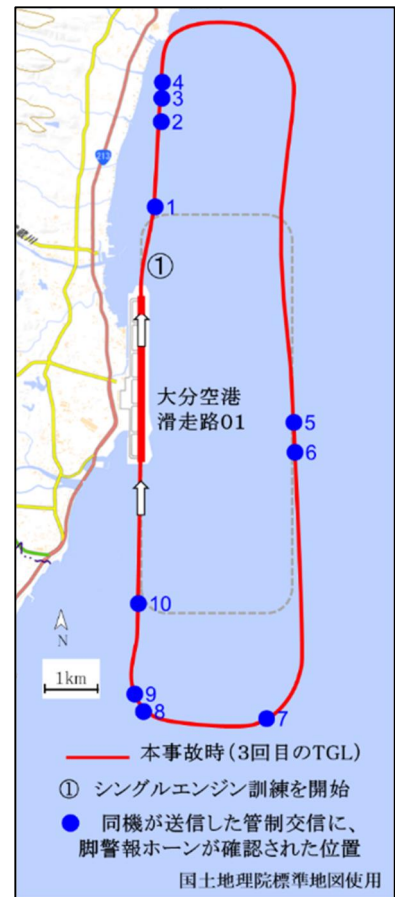 4
3
2
213
1
①
大分空港
滑走路01
5
6
10
N
1km
9
8
7
本事故時(3回目のTGL)
① シングルエンジン訓練を開始
同機が送信した管制交信に、
脚警報ホーンが確認された位置
国土地理院標準地図使用